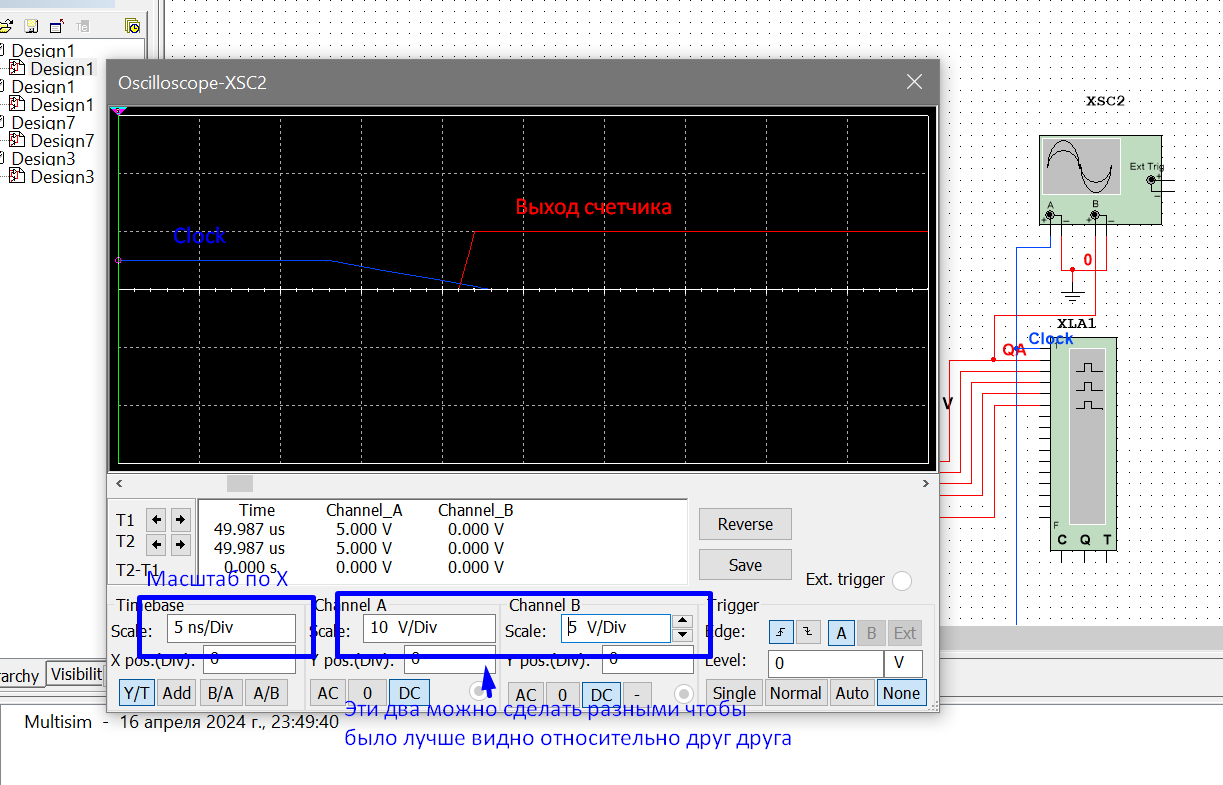 Design1
Design1
Design1
Design1
Design7
Design7
Design3
Design3
Oscilloscope-XSC2
Выход счетчика
Clock
XSC2
Ext Trig
A
B
0
XLA1
Clock
QA
V
F
C Q T
Time Channel_A Channel_B
T1 49.987 us 5.000 V 0.000 V
T2 49.987 us 5.000 V 0.000 V
T2-T1 0.000 s 0.000 V 0.000 V
Reverse
Save
Ext. trigger
Масштаб по X
Timebase
Scale: 5 ns/Div
X pos.(Div): 0
Y/T Add B/A A/B
Channel A
Scale: 10 V/Div
Y pos.(Div): 0
AC 0 DC
Channel B
Scale: 5 V/Div
Y pos.(Div): 0
AC 0 DC -
Trigger
Edge: A B Ext
Level: 0 V
Single Normal Auto None
Эти два можно сделать разными чтобы
было лучше видно относительно друг друга
rarchy Visibilit
Multisim - 16 апреля 2024 г., 23:49:40